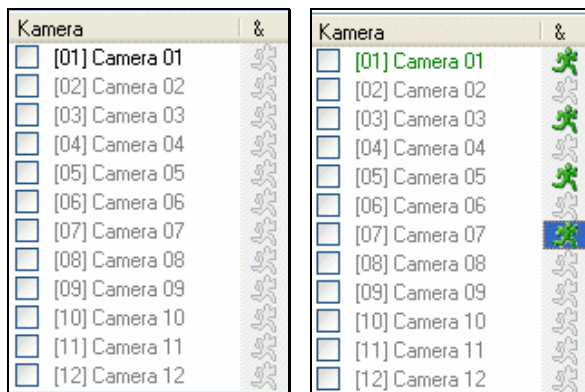 Kamera &
[01] Camera 01
[02] Camera 02
[03] Camera 03
[04] Camera 04
[05] Camera 05
[06] Camera 06
[07] Camera 07
[08] Camera 08
[09] Camera 09
[10] Camera 10
[11] Camera 11
[12] Camera 12
Kamera &
[01] Camera 01
[02] Camera 02
[03] Camera 03
[04] Camera 04
[05] Camera 05
[06] Camera 06
[07] Camera 07
[08] Camera 08
[09] Camera 09
[10] Camera 10
[11] Camera 11
[12] Camera 12